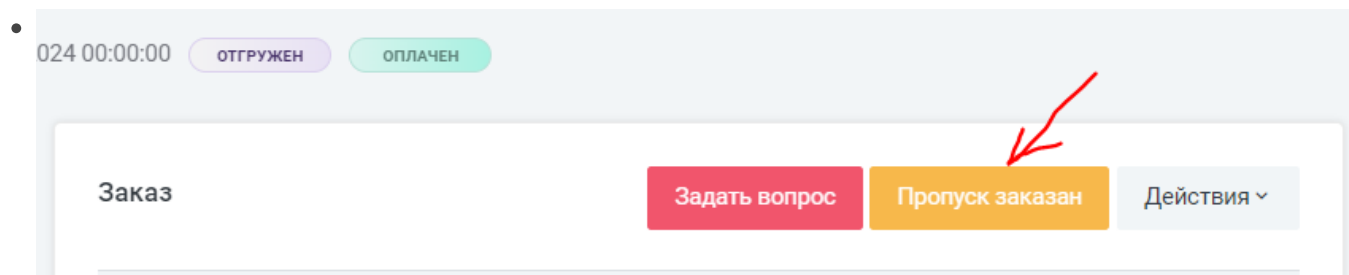 024 00:00:00 ОТГРУЖЕН ОПЛАЧЕН
Заказ Задать вопрос Пропуск заказан Действия